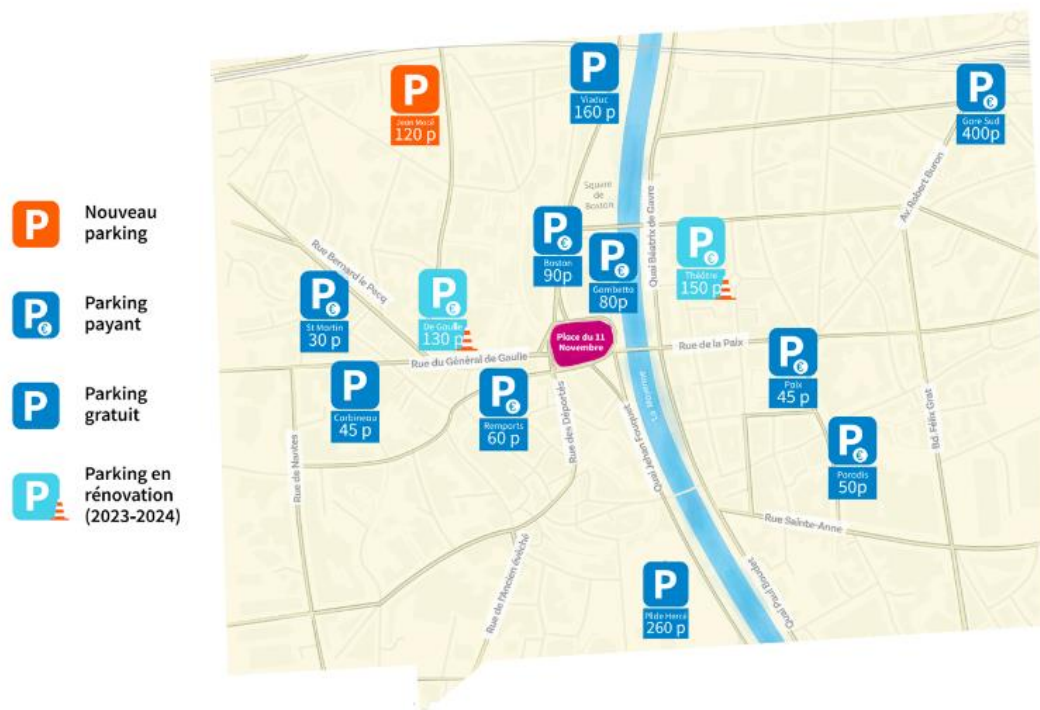 P
Nouveau
parking
P€
Parking
payant
P
Parking
gratuit
P
Parking en
rénovation
(2023-2024)
P
Jean Macé
120 p
P
Viaduc
160 p
P€
Gare Sud
400p
Av. Robert Buron
Square
de
Boston
Quai Béatrix de Gavre
P€
Boston
90p
P€
Gambetta
80p
P€
Théâtre
150 p
Rue Bernard le Pecq
P€
St Martin
30 p
P€
De Gaulle
130 p
Place du 11
Novembre
Rue du Général de Gaulle
Rue de la Paix
P€
Paix
45 p
P
Corbineau
45 p
P€
Remparts
60 p
La Mayenne
Bd. Félix Grat
Rue de Nantes
Rue des Déportés
Quai Jehan Fouquet
P€
Paradis
50p
Rue Sainte-Anne
Rue de l'Ancien évêché
P
Pl de Hercé
260 p
Quai Paul Boudet